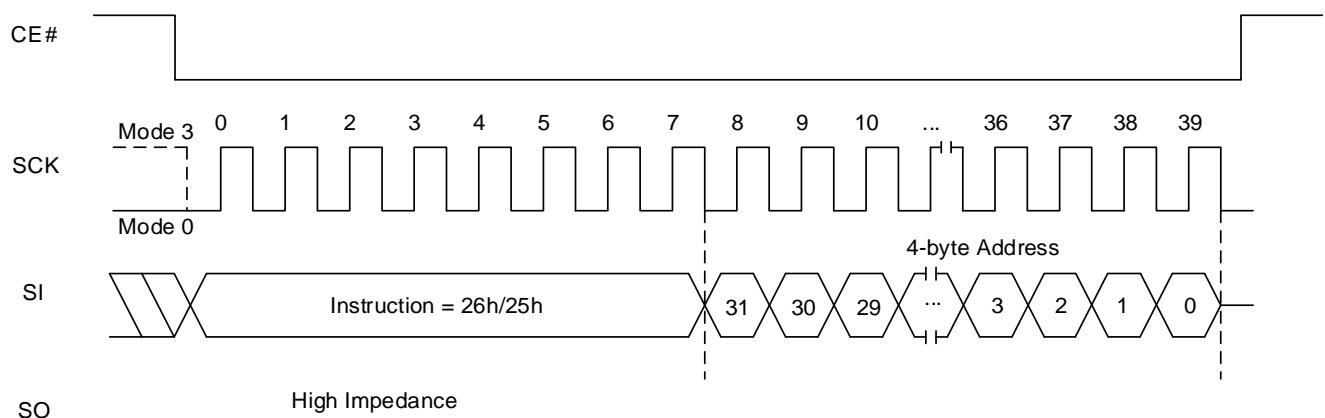 CE#
0 1 2 3 4 5 6 7 8 9 10 ... 36 37 38 39
Mode 3
SCK
Mode 0
4-byte Address
SI
Instruction = 26h/25h 31 30 29 ... 3 2 1 0
High Impedance
SO